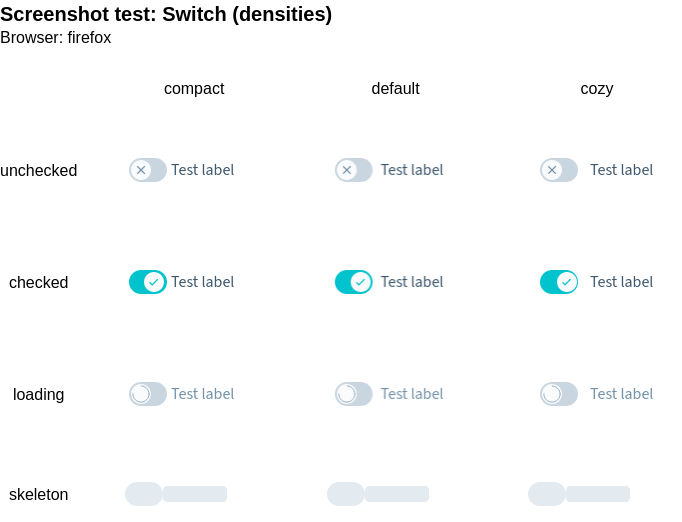 Screenshot test: Switch (densities)
Browser: firefox
compact default cozy
unchecked Test label Test label Test label
checked Test label Test label Test label
loading Test label Test label Test label
skeleton